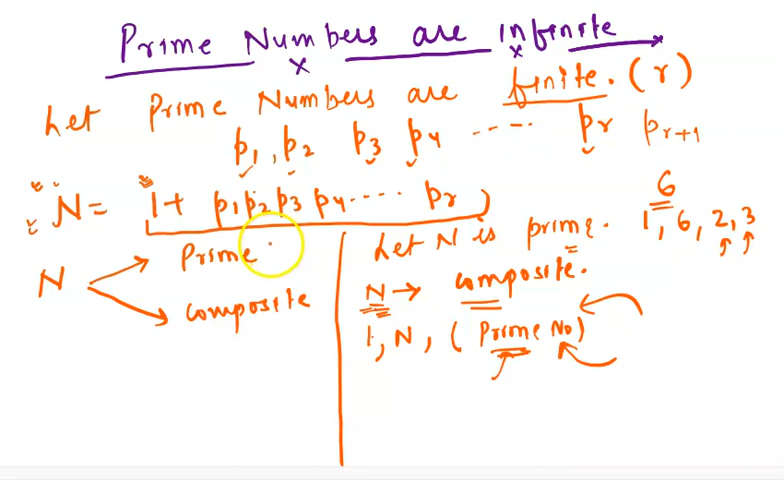 Prime Numbers are infinite
Let Prime Numbers are finite. (r)
p1, p2 p3 p4 ----- pr pr+1
N = 1+ p1p2p3 p4.... pr)
6
1, 6, 2, 3
N Prime
composite
Let N is prime.
N → composite.
1, N, (Prime No)